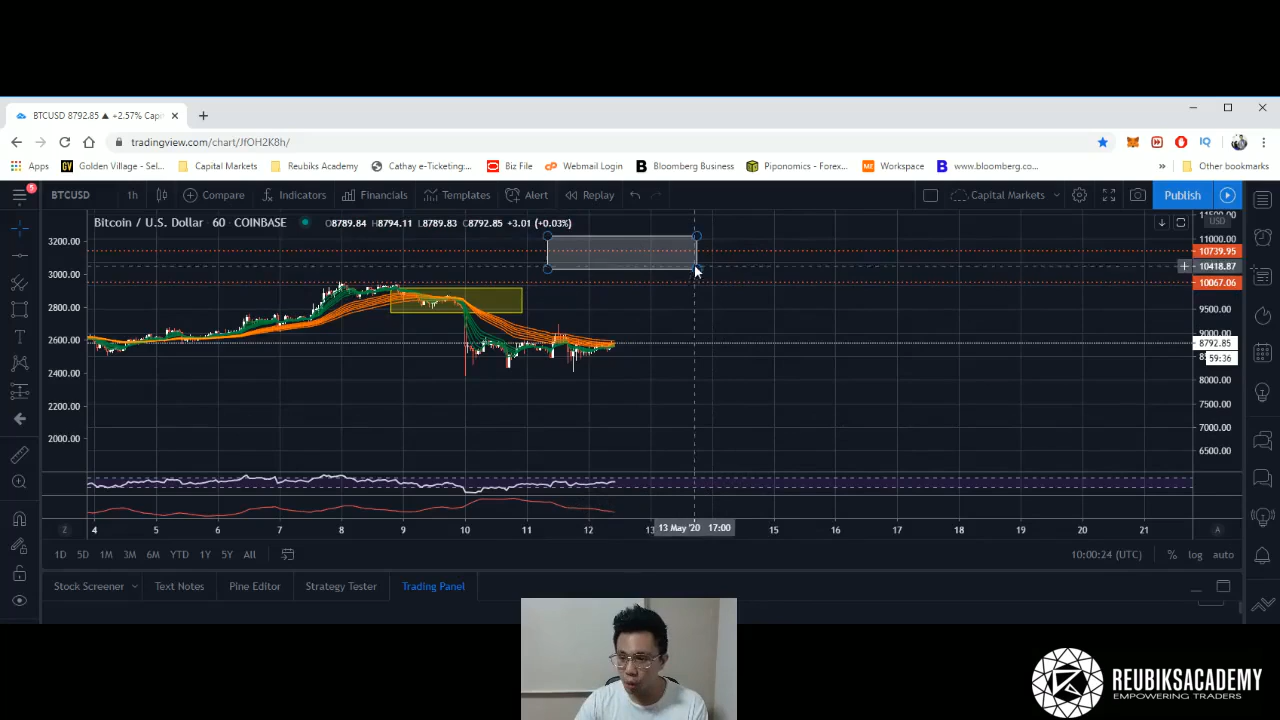 BTCUSD 8792.85 ▲ +2.57% Cap
tradingview.com/chart/JfOH2K8h/
Apps Golden Village - Sel... Capital Markets Reubiks Academy Cathay e-Ticketing:... Biz File Webmail Login Bloomberg Business Piponomics - Forex... Workspace www.bloomberg.co... » Other bookmarks
5
BTCUSD 1h Compare Indicators Financials Templates Alert Replay Capital Markets Publish
Bitcoin / U.S. Dollar 60 COINBASE O8789.84 H8794.11 L8789.83 C8792.85 +3.01 (+0.03%)
USD
11500.00
3200.00
11000.00
10739.95
10418.87
3000.00
10067.06
2800.00
9500.00
9000.00
2600.00
8792.85
59:36
2400.00
8000.00
2200.00
7500.00
2000.00
7000.00
6500.00
Z 4 5 6 7 8 9 10 11 12 13 May '20 17:00 15 16 17 18 19 20 21 A
1D 5D 1M 3M 6M YTD 1Y 5Y All 10:00:24 (UTC) % log auto
Stock Screener Text Notes Pine Editor Strategy Tester Trading Panel
REUBIKSACADEMY
EMPOWERING TRADERS